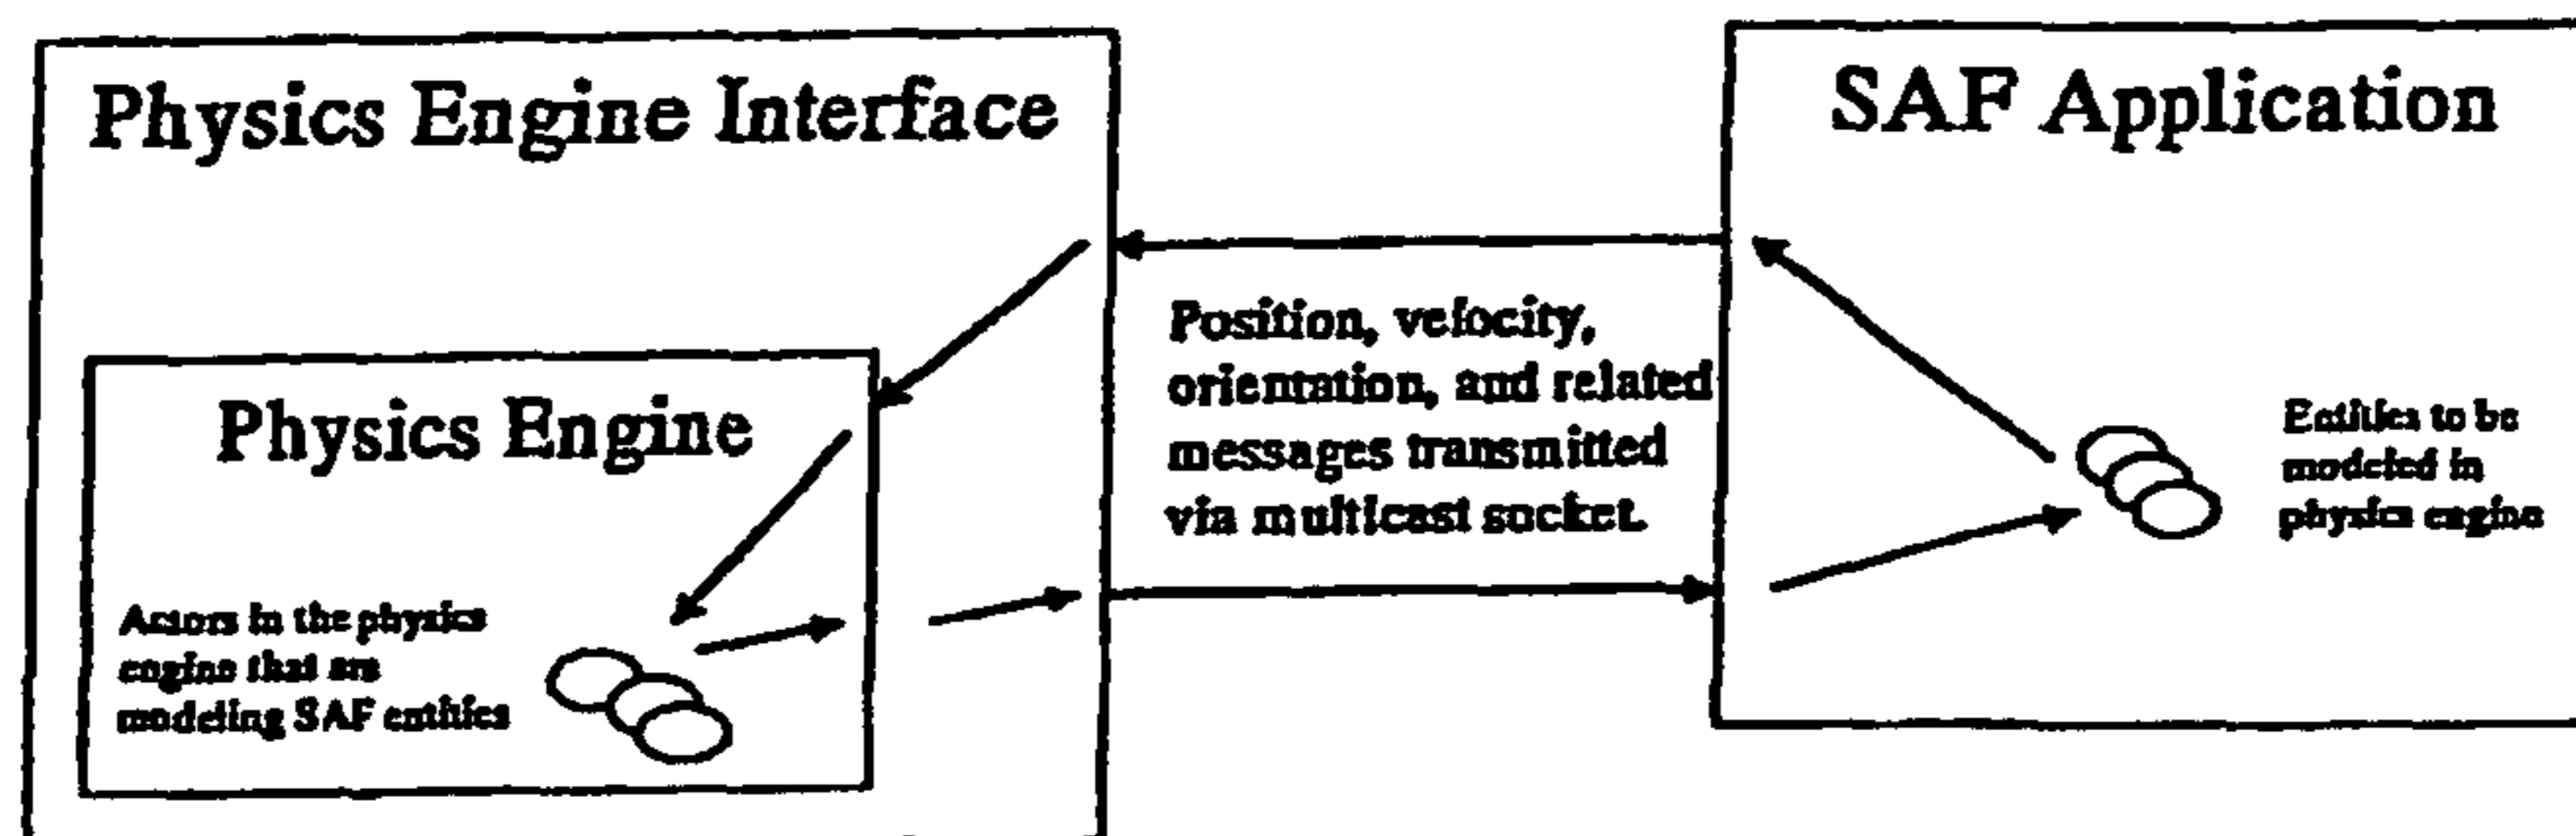 Physics Engine Interface
SAF Application
Position, velocity,
orientation, and related
messages transmitted
via multicast socket.
Physics Engine
Entities to be
modeled in
physics engine
Actors in the physics
engine that are
modeling SAF entities